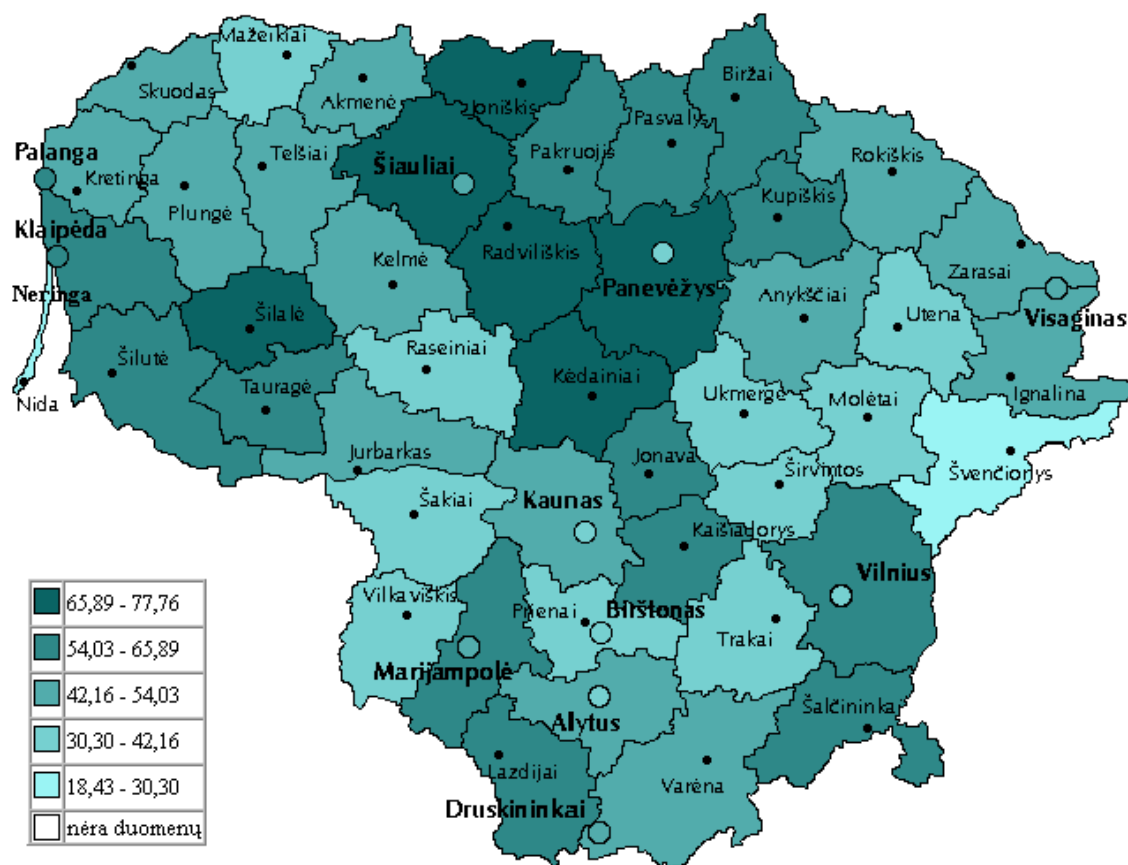 Mažeikiai
Skuodas
Akmenė
Joniškis
Biržai
Pasvalys
Pakruojis
Rokiškis
Palanga
Kretinga
Telšiai
Šiauliai
Plungė
Kupiškis
Klaipėda
Radviliškis
Kelmė
Zarasai
Neringa
Panevėžys
Anykščiai
Visaginas
Utena
Šilalė
Šilutė
Raseiniai
Kėdainiai
Tauragė
Ukmergė
Molėtai
Ignalina
Nida
Jurbarkas
Jonava
Širvintos
Švenčionys
Šakiai
Kaunas
Kaišiadorys
Vilnius
Vilkaviškis
Prienai
Birštonas
Trakai
Marijampolė
Alytus
Šalčininkai
Lazdijai
Varėna
Druskininkai
65,89 - 77,76
54,03 - 65,89
42,16 - 54,03
30,30 - 42,16
18,43 - 30,30
nėra duomenų